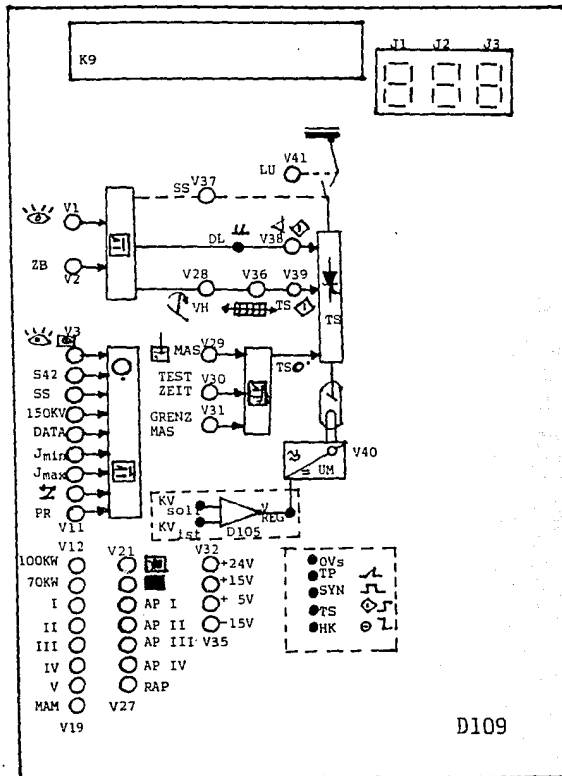 K9
J1 J2 J3
V41
LU
SS V37
V1
DL V38
ZB
V2
V28 V36 V39
VH TS
TS
V3
MAS V29
S42
TEST V30
ZEIT
TS
SS
150KV
GRENZ V31
MAS
DATA
Jmin
Jmax
V40
UM
PR
V11
KV
soll
KV
ist
D105
REG
V12 V21 V32
100KW +24V
70KW +15V
I AP I + 5V
II AP II -15V
III AP III V35
IV AP IV
V RAP
MAM V27
V19
OVs
TP
SYN
TS
HK
D109